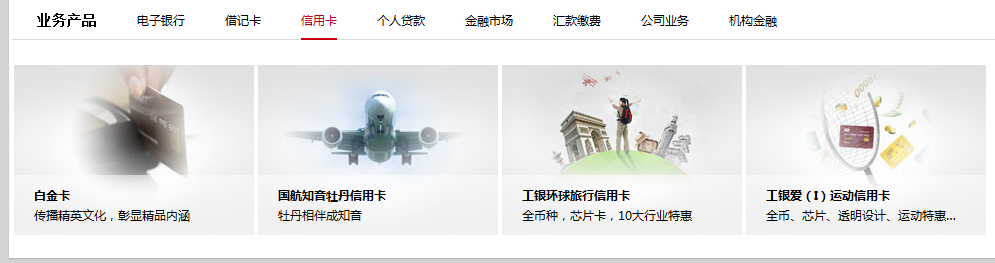 业务产品 电子银行 借记卡 信用卡 个人贷款 金融市场 汇款缴费 公司业务 机构金融
白金卡
传播精英文化，彰显精品内涵
国航知音牡丹信用卡
牡丹相伴成知音
工银环球旅行信用卡
全币种，芯片卡，10大行业特惠
工银爱（I）运动信用卡
全币、芯片、透明设计、运动特惠...